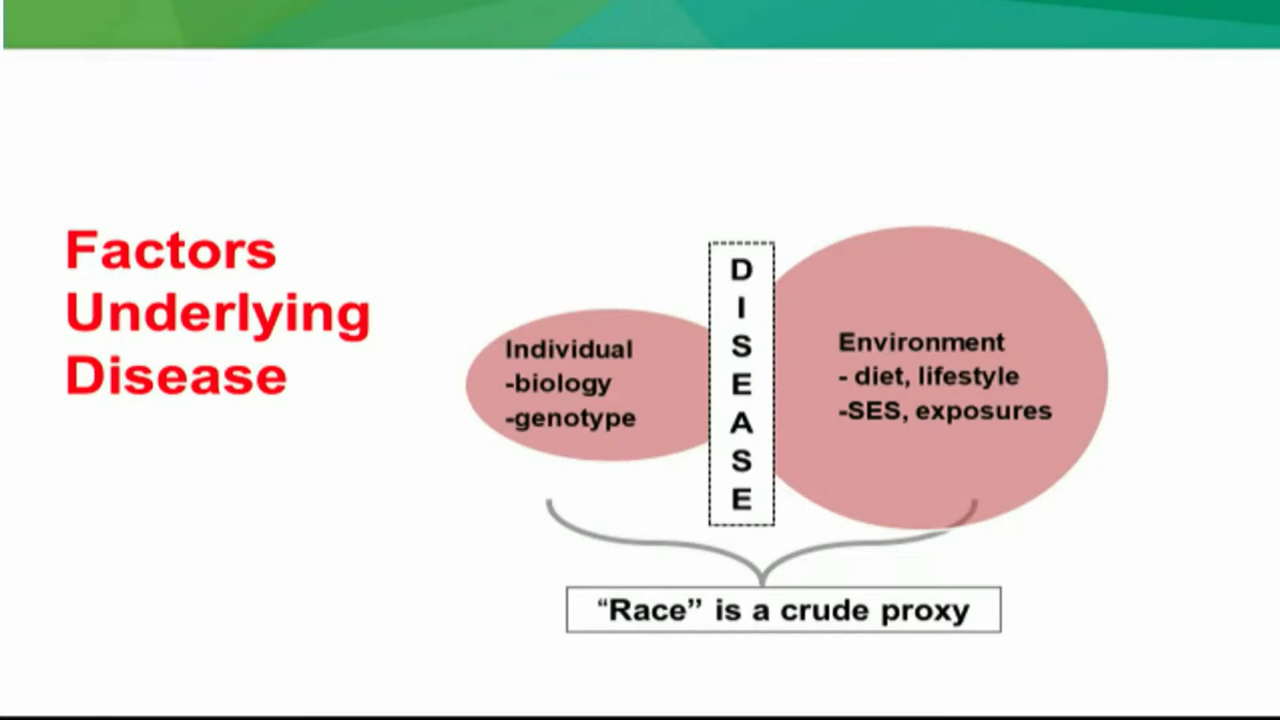 Factors
Underlying
Disease
Individual
-biology
-genotype
D
I
S
E
A
S
E
Environment
- diet, lifestyle
-SES, exposures
“Race” is a crude proxy